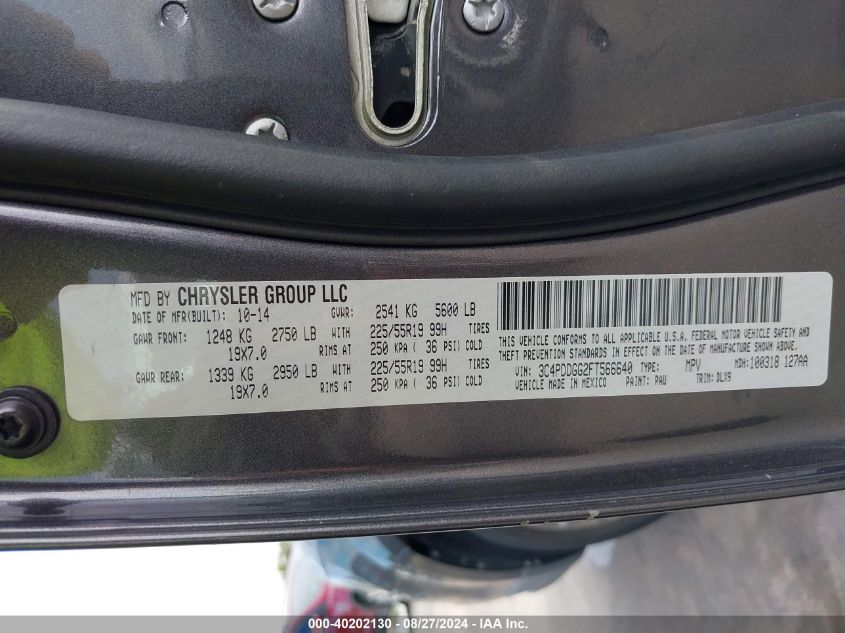 MFD BY CHRYSLER GROUP LLC
DATE OF MFR(BUILT): 10-14 GVWR: 2541 KG 5600 LB
GAWR FRONT: 1248 KG 2750 LB WITH 225/55R19 99H TIRES
19X7.0 RIMS AT 250 KPA ( 36 PSI) COLD
GAWR REAR: 1339 KG 2950 LB WITH 225/55R19 99H TIRES
19X7.0 RIMS AT 250 KPA ( 36 PSI) COLD
THIS VEHICLE CONFORMS TO ALL APPLICABLE U.S.A. FEDERAL MOTOR VEHICLE SAFETY AND
THEFT PREVENTION STANDARDS IN EFFECT ON THE DATE OF MANUFACTURE SHOWN ABOVE.
VIN: 3C4PDDGG2FT566640 TYPE: MPV MDH:100318 127AA
VEHICLE MADE IN MEXICO PAINT: PAU TRIM: DLX9
000-40202130 - 08/27/2024 - IAA Inc.